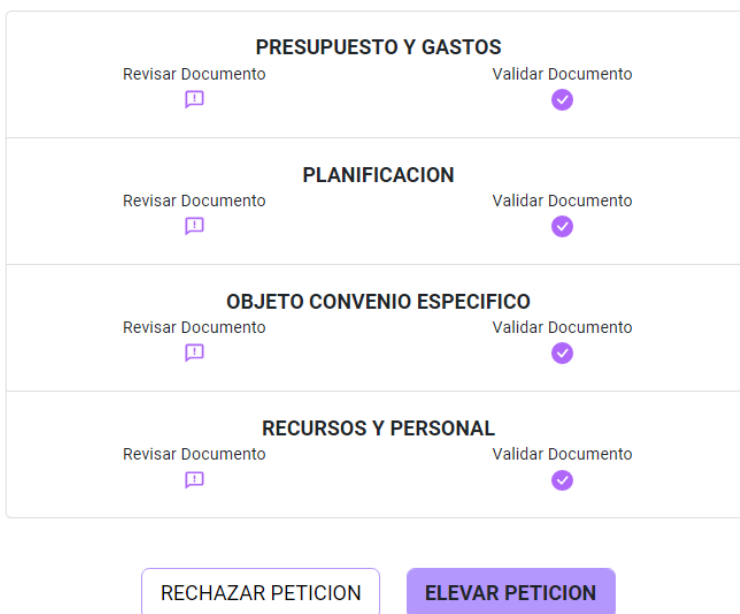 PRESUPUESTO Y GASTOS
Revisar Documento Validar Documento
PLANIFICACION
Revisar Documento Validar Documento
OBJETO CONVENIO ESPECIFICO
Revisar Documento Validar Documento
RECURSOS Y PERSONAL
Revisar Documento Validar Documento
RECHAZAR PETICION ELEVAR PETICION